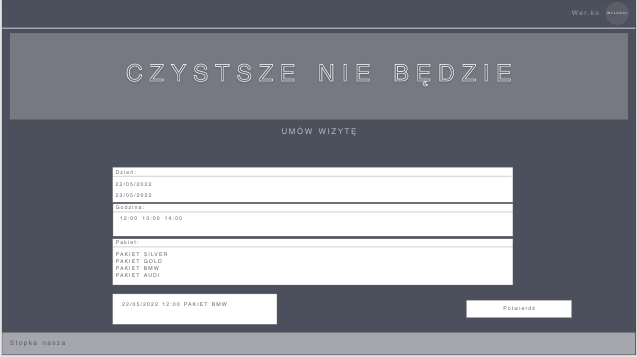 Wer.ko WYLOGUJ
CZYSTSZE NIE BĘDZIE
UMÓW WIZYTĘ
Dzień:
22/05/2022
23/05/2022
Godzina:
12:00 13:00 14:00
Pakiet:
PAKIET SILVER
PAKIET GOLD
PAKIET BMW
PAKIET AUDI
22/05/2022 12:00 PAKIET BMW
Potwierdź
Stopka nasza